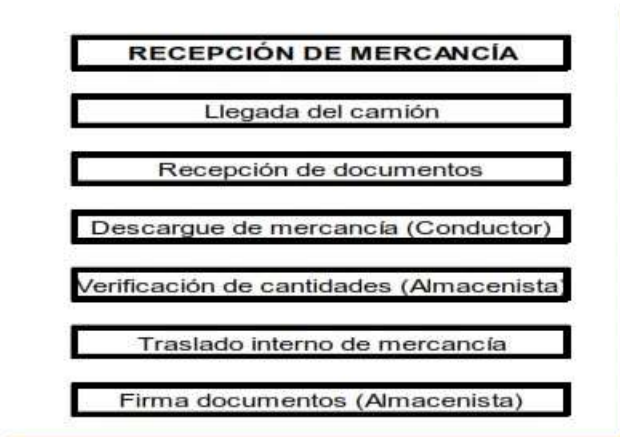 RECEPCIÓN DE MERCANCÍA
Llegada del camión
Recepción de documentos
Descargue de mercancía (Conductor)
Verificación de cantidades (Almacenista)
Traslado interno de mercancía
Firma documentos (Almacenista)